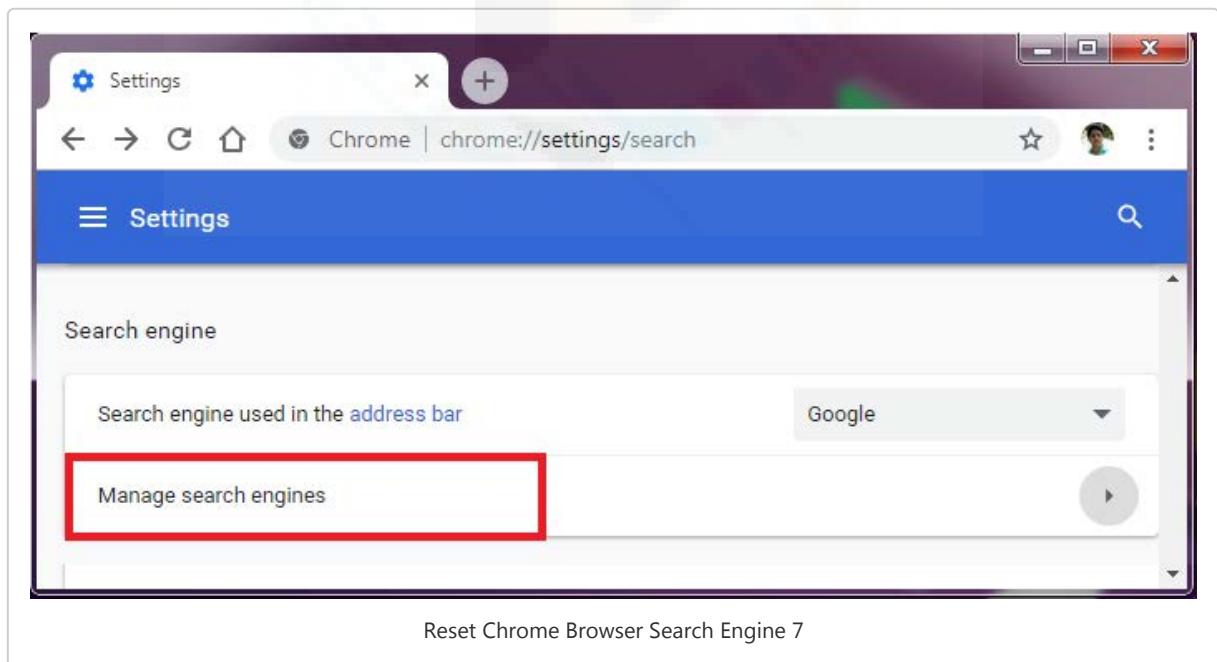 Settings
Chrome | chrome://settings/search
Settings
Search engine
Search engine used in the address bar
Google
Manage search engines
Reset Chrome Browser Search Engine 7